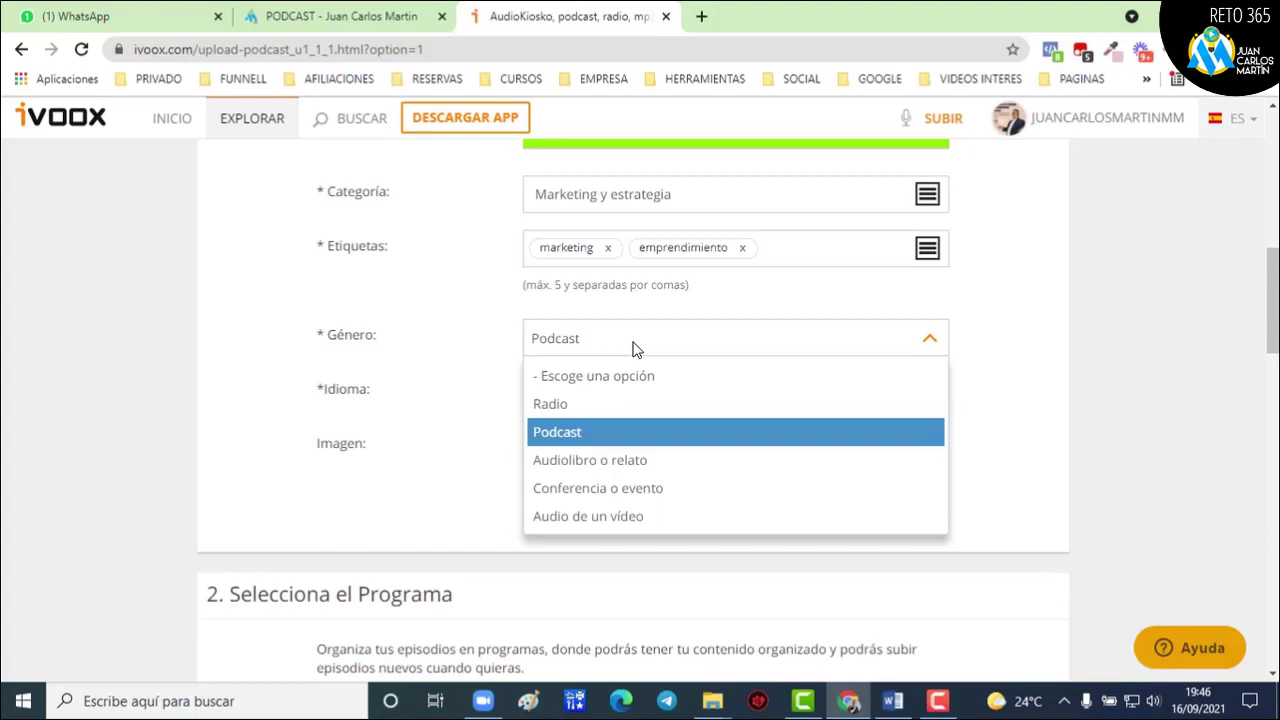 (1) WhatsApp
PODCAST - Juan Carlos Martin
AudioKiosko, podcast, radio, mp
RETO 365
JUAN
CARLOS
MARTIN
ivoox.com/upload-podcast_u1_1_1.html?option=1
Aplicaciones
PRIVADO
FUNNELL
AFILIACIONES
RESERVAS
CURSOS
EMPRESA
HERRAMIENTAS
SOCIAL
GOOGLE
VIDEOS INTERES
PAGINAS
iVOOX
INICIO
EXPLORAR
BUSCAR
DESCARGAR APP
SUBIR
JUANCARLOSMARTINMM
ES
* Categoría:
Marketing y estrategia
* Etiquetas:
marketing x
emprendimiento x
(máx. 5 y separadas por comas)
* Género:
Podcast
- Escoge una opción
Radio
Podcast
Audiolibro o relato
Conferencia o evento
Audio de un vídeo
*Idioma:
Imagen:
2. Selecciona el Programa
Organiza tus episodios en programas, donde podrás tener tu contenido organizado y podrás subir
episodios nuevos cuando quieras.
Ayuda
Escribe aquí para buscar
24°C
19:46
16/09/2021